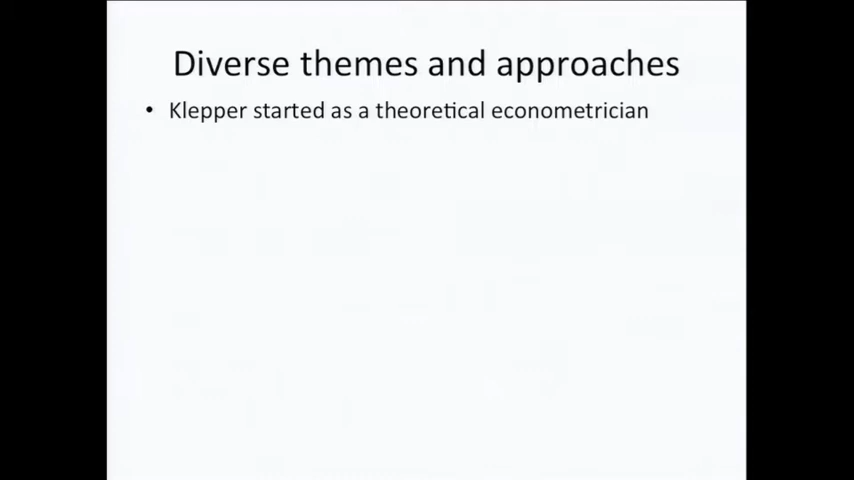 Diverse themes and approaches
• Klepper started as a theoretical econometrician